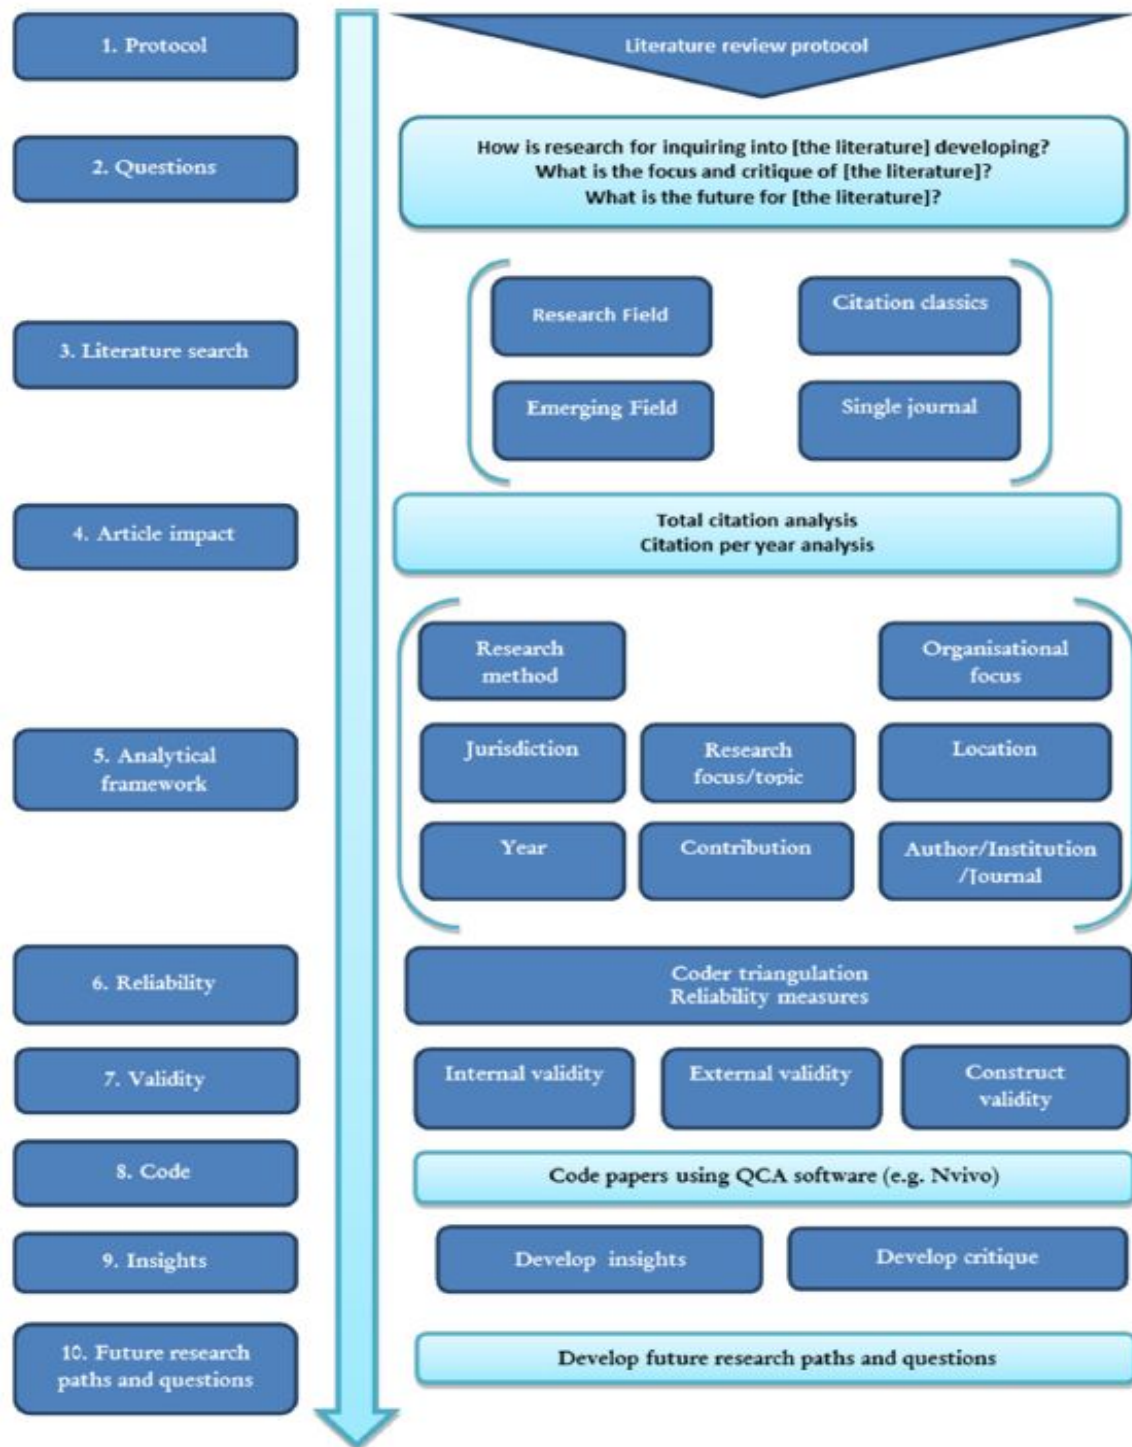 1. Protocol
Literature review protocol
2. Questions
How is research for inquiring into [the literature] developing?
What is the focus and critique of [the literature]?
What is the future for [the literature]?
3. Literature search
Research Field
Citation classics
Emerging Field
Single journal
4. Article impact
Total citation analysis
Citation per year analysis
5. Analytical
framework
Research
method
Organisational
focus
Jurisdiction
Research
focus/topic
Location
Year
Contribution
Author/Institution
/Journal
6. Reliability
Coder triangulation
Reliability measures
7. Validity
Internal validity
External validity
Construct
validity
8. Code
Code papers using QCA software (e.g. Nvivo)
9. Insights
Develop insights
Develop critique
10. Future research
paths and questions
Develop future research paths and questions